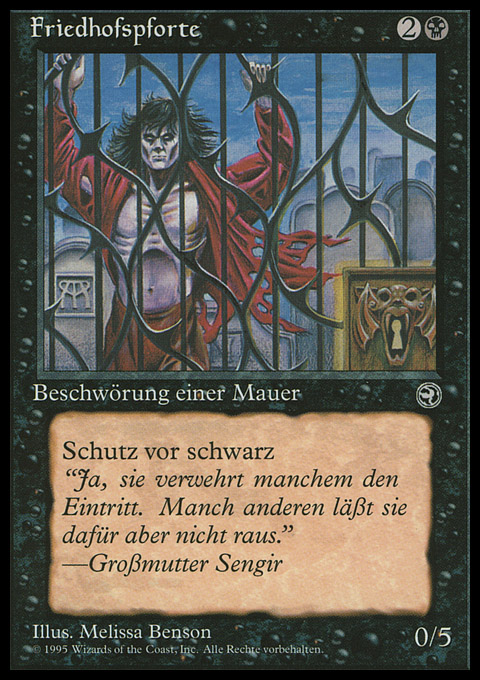 Friedhofspforte 2
Beschwörung einer Mauer
Schutz vor schwarz
“Ja, sie verwehrt manchem den
Eintritt. Manch anderen läßt sie
dafür aber nicht raus.”
—Großmutter Sengir
Illus. Melissa Benson
© 1995 Wizards of the Coast, Inc. Alle Rechte vorbehalten.
0/5